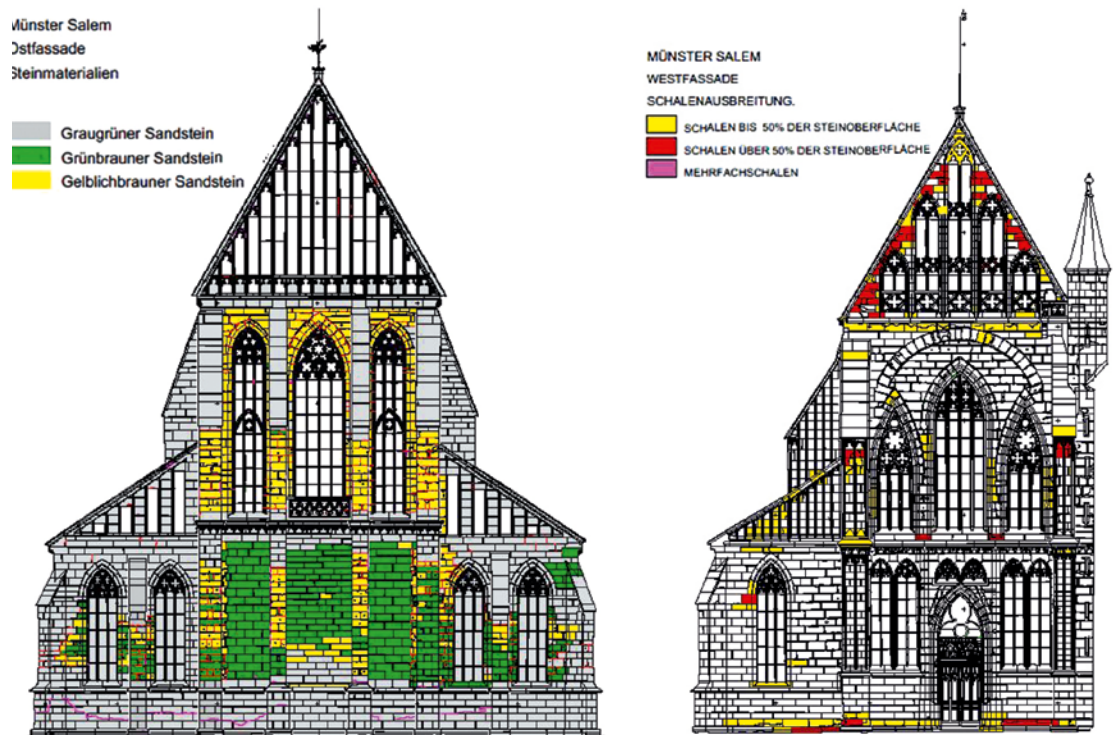 Münster Salem
Ostfassade
Steinmaterialien
Graugrüner Sandstein
Grünbrauner Sandstein
Gelblichbrauner Sandstein
MÜNSTER SALEM
WESTFASSADE
SCHALENAUSBREITUNG.
SCHALEN BIS 50% DER STEINOBERFLÄCHE
SCHALEN ÜBER 50% DER STEINOBERFLÄCHE
MEHRFACHSCHALEN